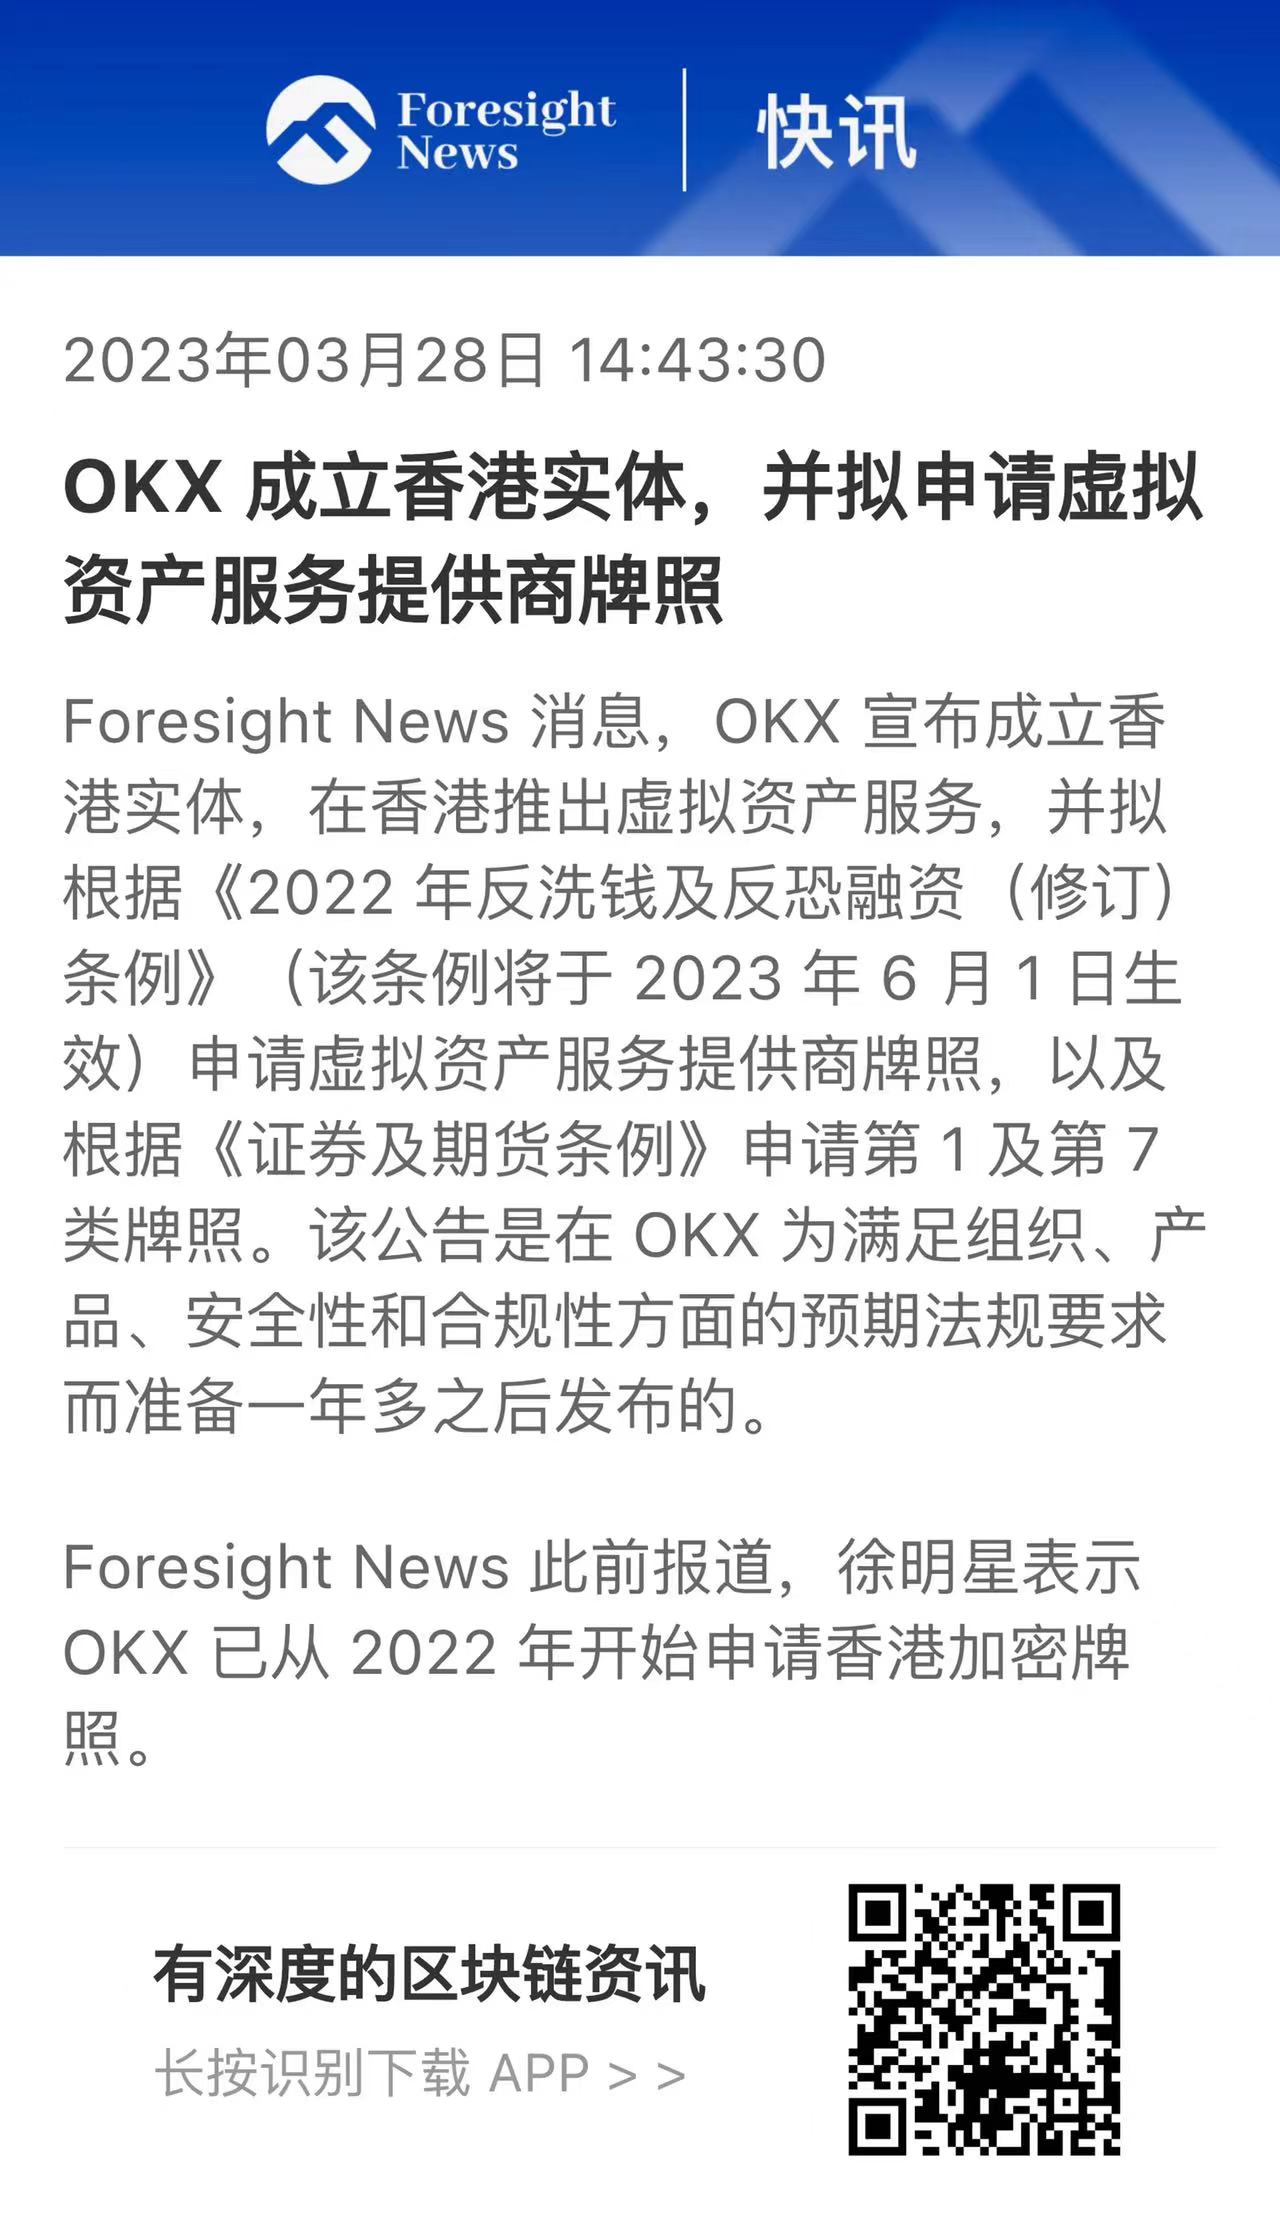 Foresight
News
快讯
2023年03月28日 14:43:30
OKX 成立香港实体，并拟申请虚拟
资产服务提供商牌照
Foresight News 消息，OKX 宣布成立香
港实体，在香港推出虚拟资产服务，并拟
根据《2022 年反洗钱及反恐融资（修订）
条例》（该条例将于 2023 年 6 月 1 日生
效）申请虚拟资产服务提供商牌照，以及
根据《证券及期货条例》申请第 1 及第 7
类牌照。该公告是在 OKX 为满足组织、产
品、安全性和合规性方面的预期法规要求
而准备一年多之后发布的。
Foresight News 此前报道，徐明星表示
OKX 已从 2022 年开始申请香港加密牌
照。
有深度的区块链资讯
长按识别下载 APP > >